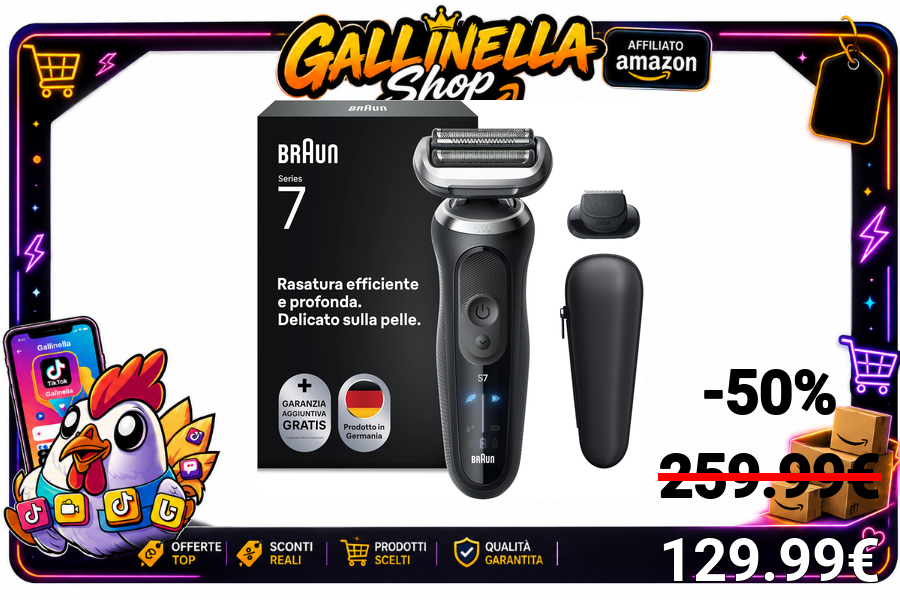 GALLINELLA
Shop
AFFILIATO
amazon
BRAUN
BRAUN
Series
7
Rasatura efficiente
e profonda.
Delicato sulla pelle.
+
GARANZIA
AGGIUNTIVA
GRATIS
Prodotto in
Germania
S7
BRAUN
Gallinella
TikTok
Gallinella
-50%
259.99€
129.99€
OFFERTE
TOP
SCONTI
REALI
PRODOTTI
SCELTI
QUALITÀ
GARANTITA